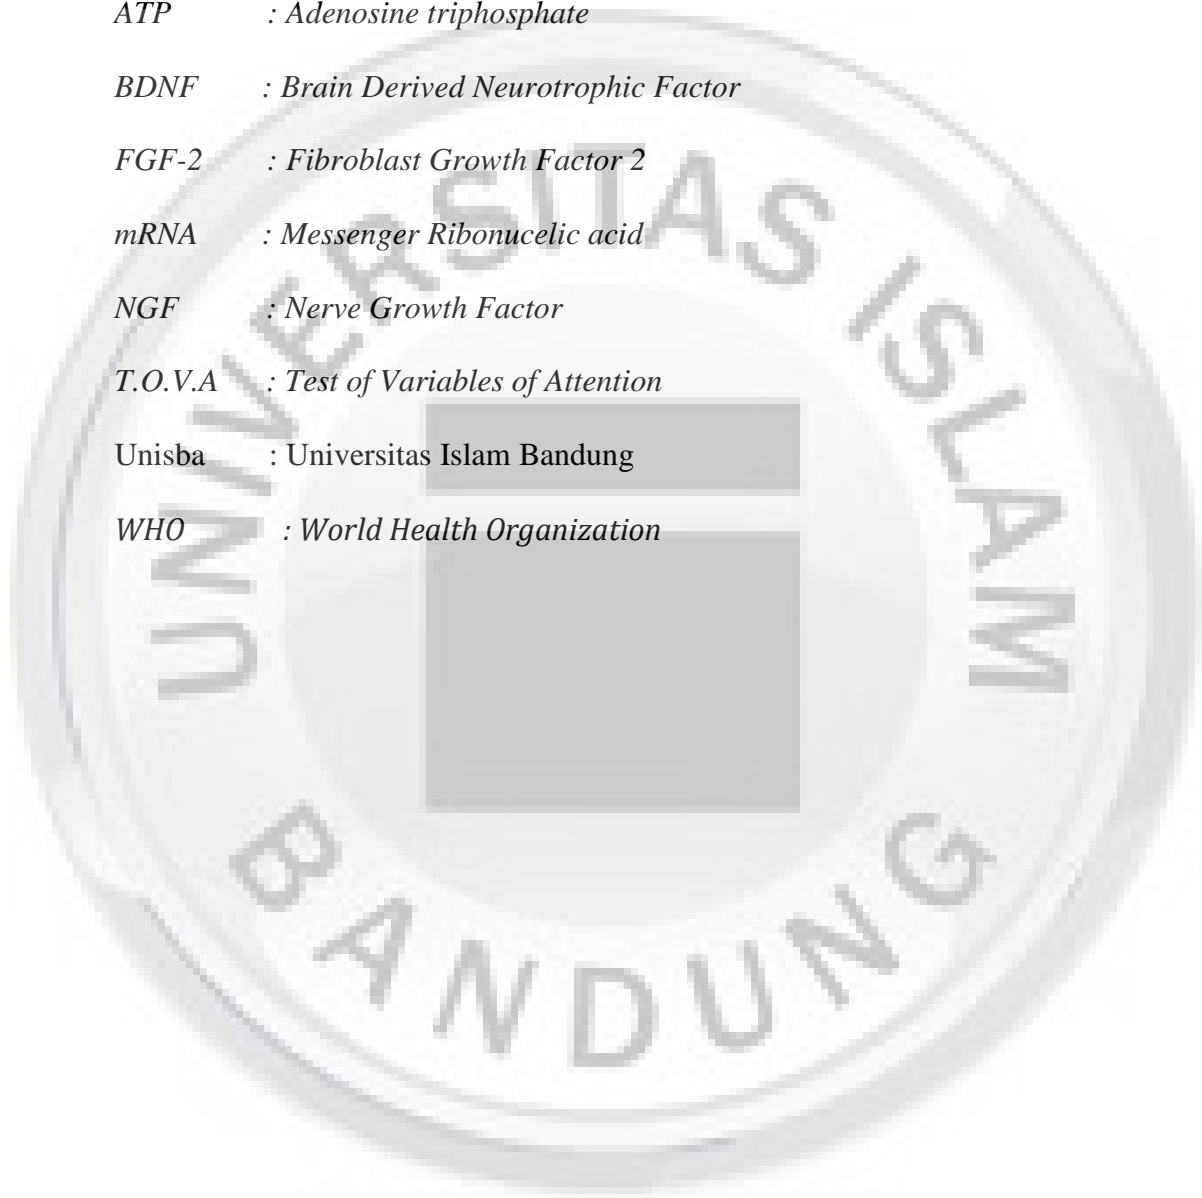 ATP : Adenosine triphosphate
BDNF : Brain Derived Neurotrophic Factor
FGF-2 : Fibroblast Growth Factor 2
mRNA : Messenger Ribonucelic acid
NGF : Nerve Growth Factor
T.O.V.A : Test of Variables of Attention
Unisba : Universitas Islam Bandung
WHO : World Health Organization
UNIVERSITAS ISLAM
BANDUNG